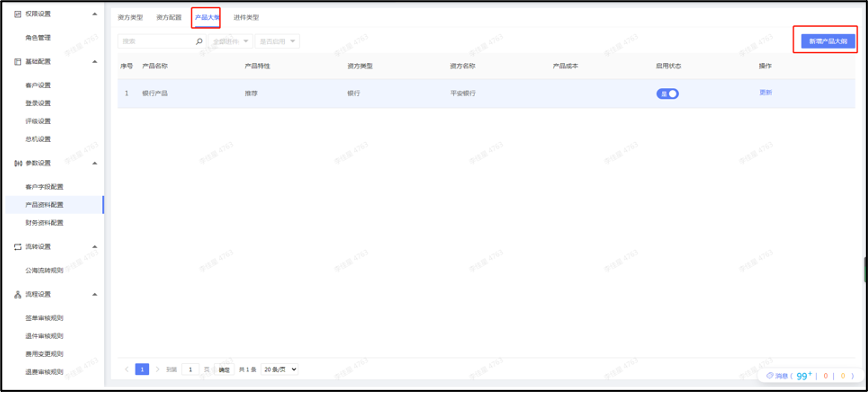 权限设置
角色管理
基础配置
客户设置
登录设置
评级设置
总机设置
参数设置
客户字段配置
产品资料配置
财务资料配置
流转设置
公海流转规则
流程设置
签单审核规则
退件审核规则
费用变更规则
退费审核规则
资方类型 资方配置 产品大纲 进件类型
搜索 是否启用 新增产品大纲
序号 产品名称 产品特性 资方类型 资方名称 产品成本 启用状态 操作
1 银行产品 推荐 银行 平安银行 是 更新
< 1 > 到第 1 页 确定 共 1 条 20 条/页
消息 ( 99+ | 0 | 0 )